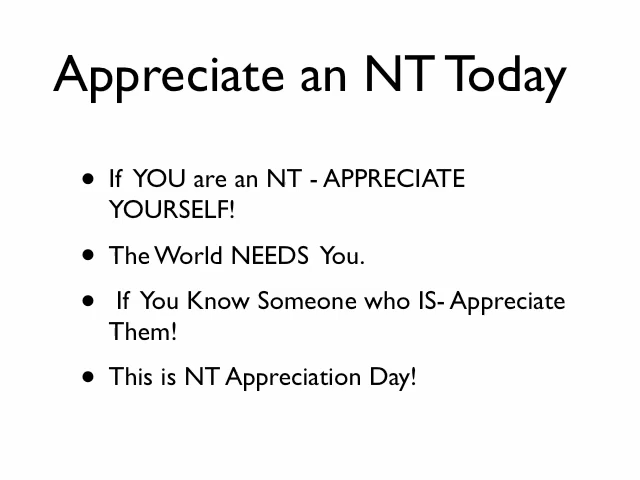 Appreciate an NT Today
• If YOU are an NT - APPRECIATE
YOURSELF!
• The World NEEDS You.
• If You Know Someone who IS- Appreciate
Them!
• This is NT Appreciation Day!